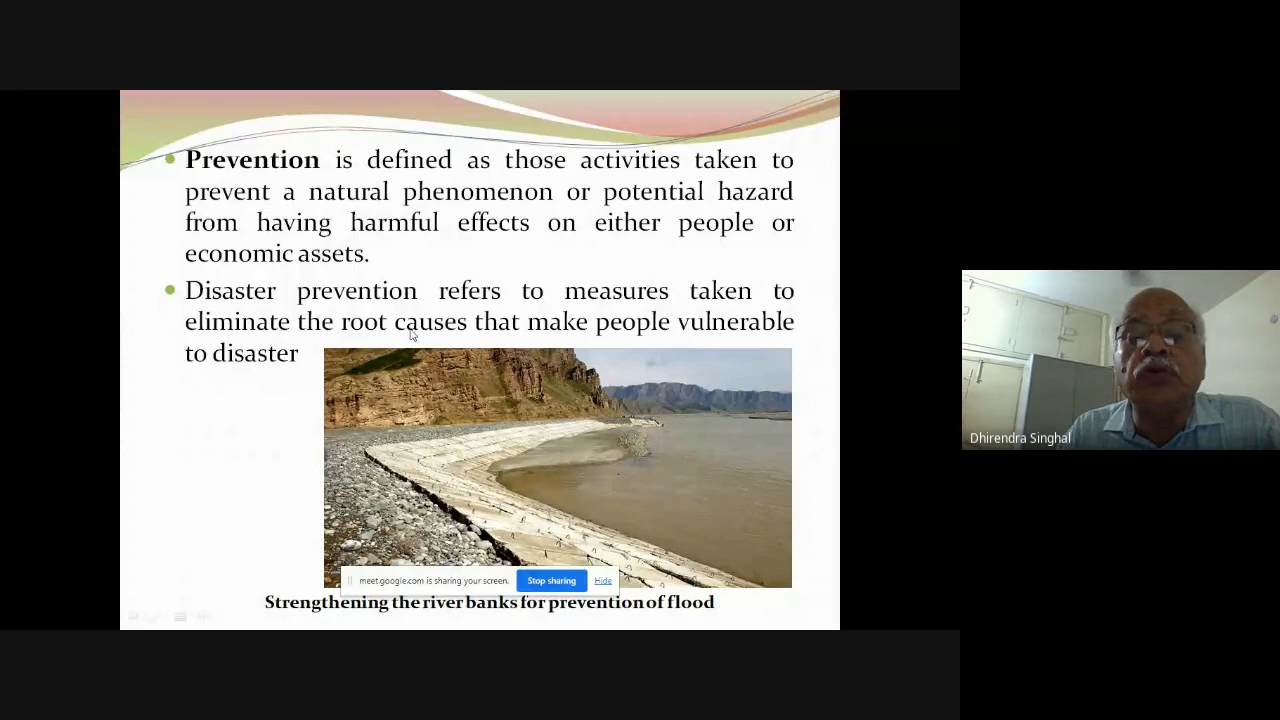 Prevention is defined as those activities taken to
prevent a natural phenomenon or potential hazard
from having harmful effects on either people or
economic assets.
Disaster prevention refers to measures taken to
eliminate the root causes that make people vulnerable
to disaster
meet.google.com is sharing your screen.
Stop sharing
Hide
Strengthening the river banks for prevention of flood
Dhirendra Singhal